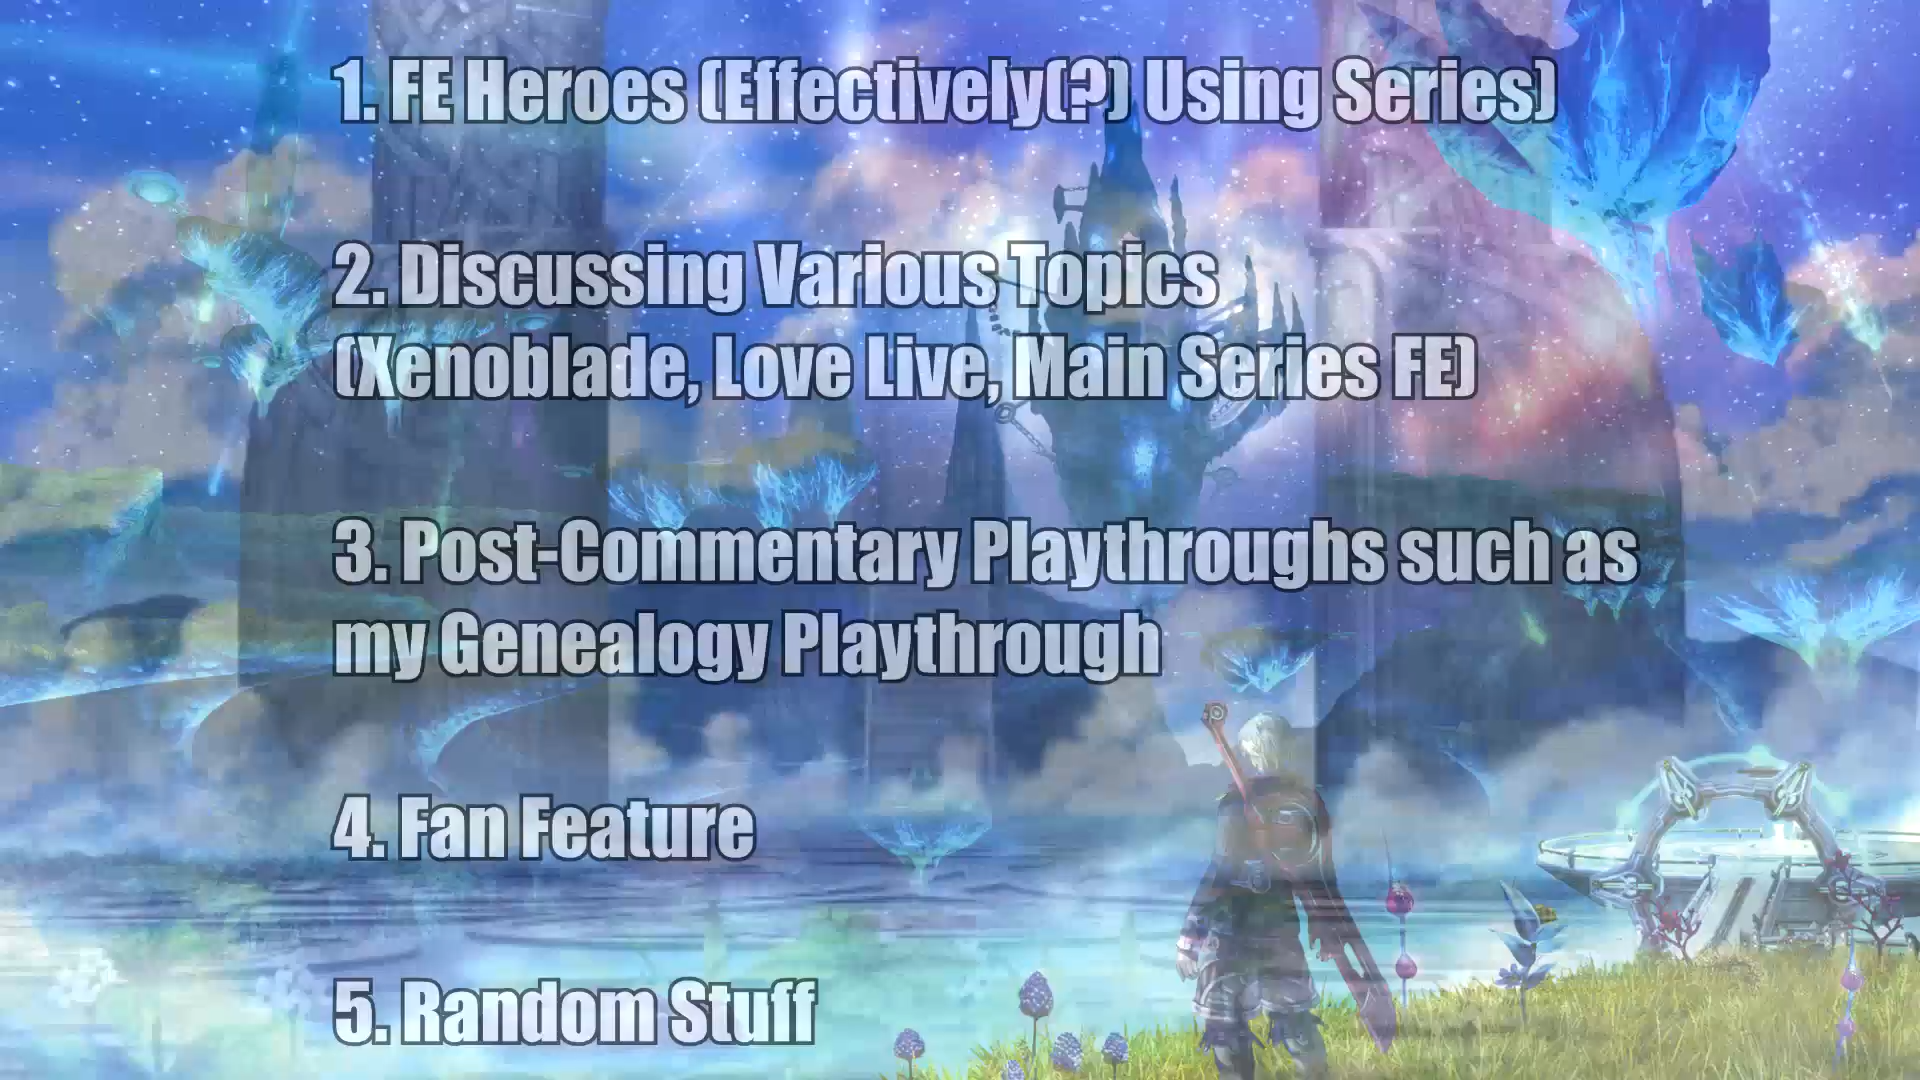 1. FE Heroes (Effectively(?) Using Series)
2. Discussing Various Topics
(Xenoblade, Love Live, Main Series FE)
3. Post-Commentary Playthroughs such as
my Genealogy Playthrough
4. Fan Feature
5. Random Stuff